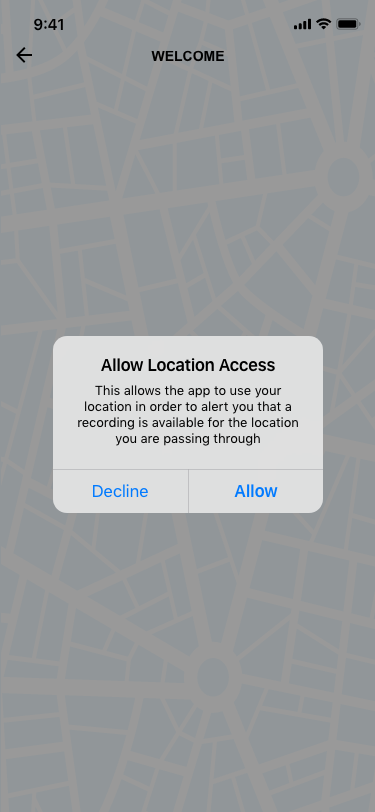 9:41
WELCOME
Allow Location Access
This allows the app to use your
location in order to alert you that a
recording is available for the location
you are passing through
Decline
Allow